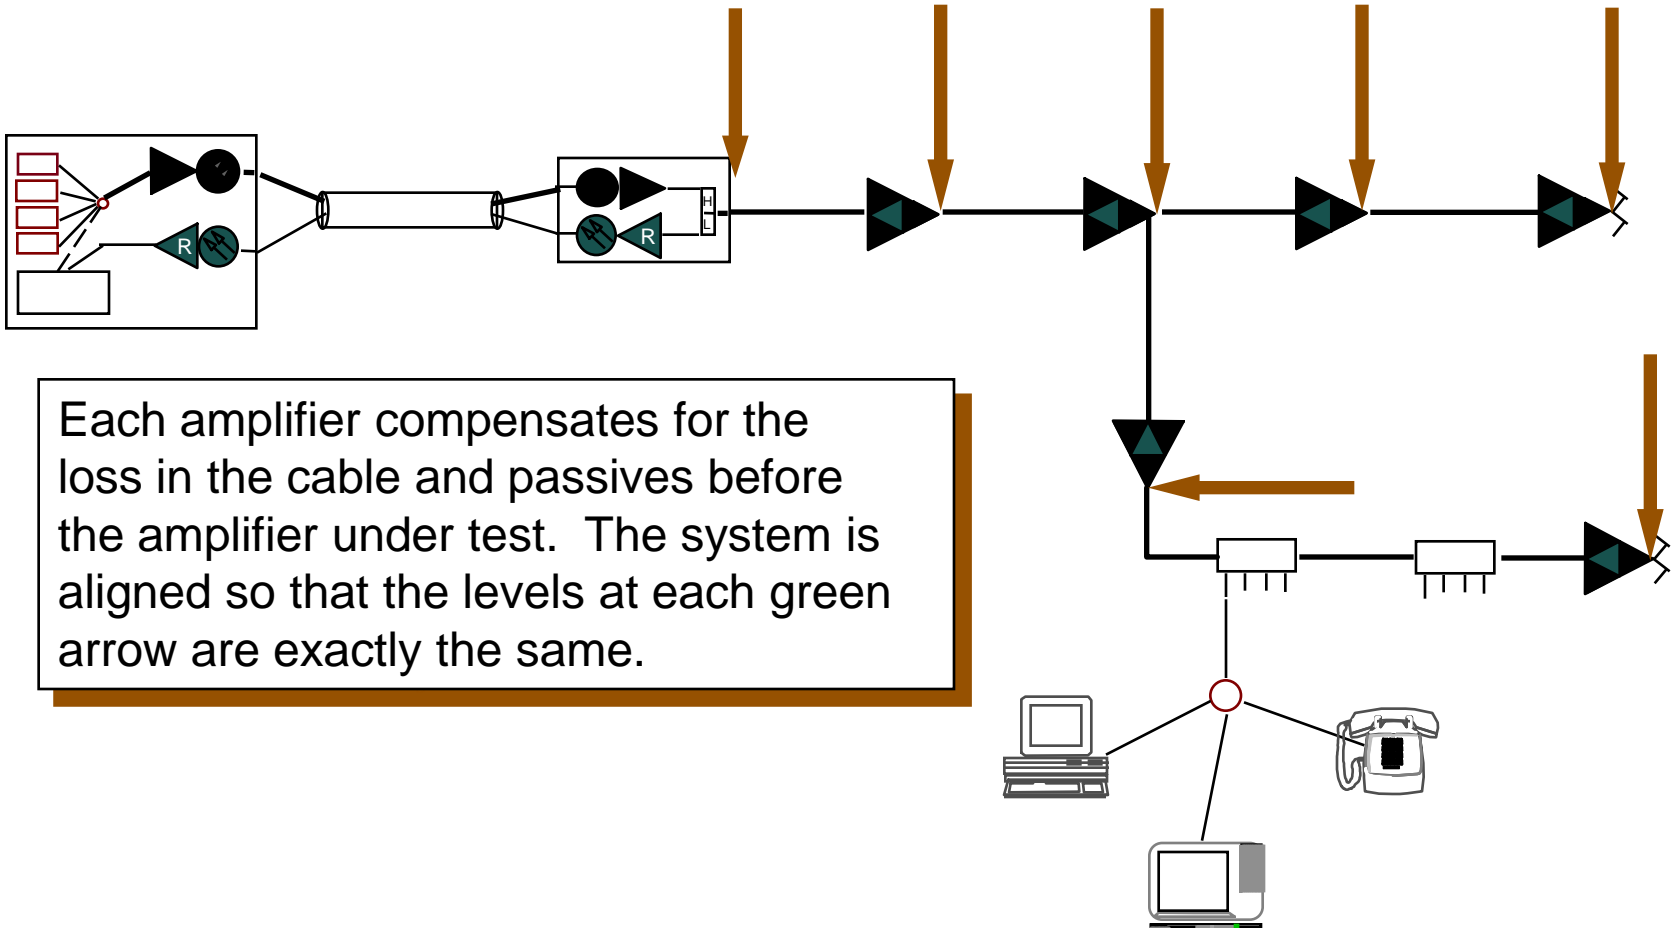 R
H
L
R
Each amplifier compensates for the
loss in the cable and passives before
the amplifier under test.  The system is
aligned so that the levels at each green
arrow are exactly the same.